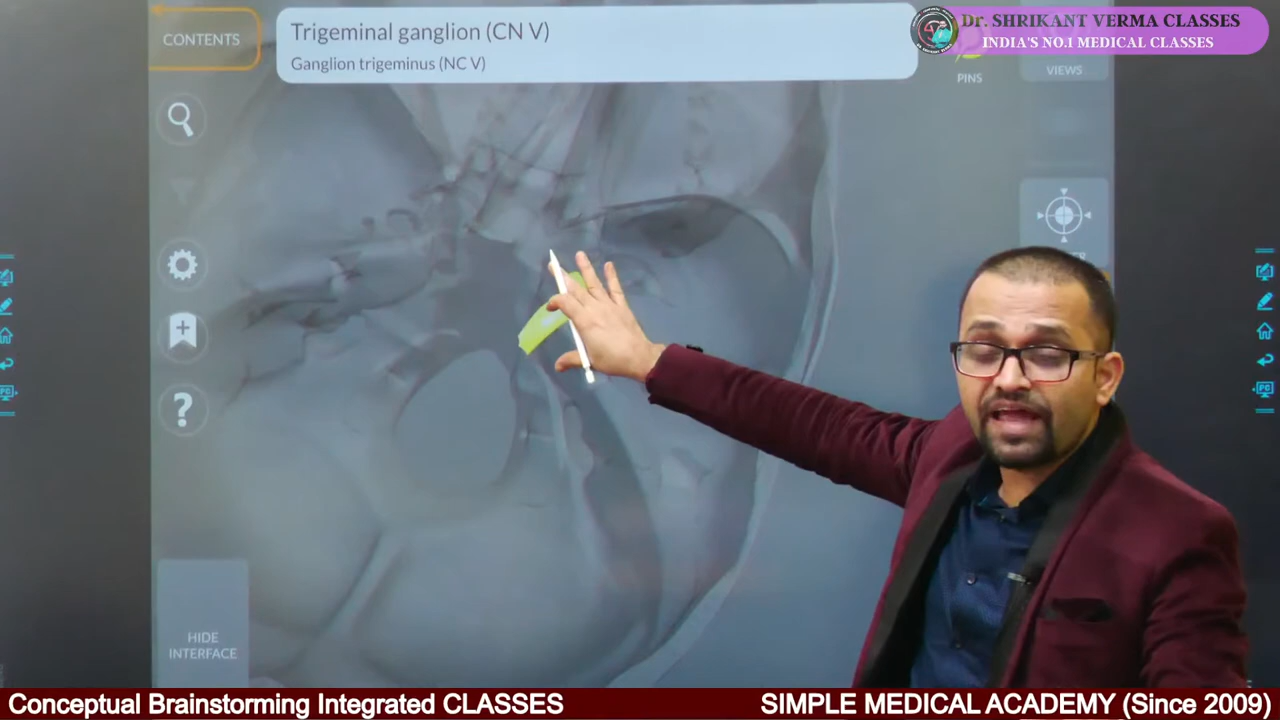 CONTENTS
Trigeminal ganglion (CN V)
Ganglion trigeminus (NC V)
Dr. SHRIKANT VERMA CLASSES
INDIA'S NO.1 MEDICAL CLASSES
PINS
VIEWS
?
HIDE
INTERFACE
Conceptual Brainstorming Integrated CLASSES
SIMPLE MEDICAL ACADEMY (Since 2009)